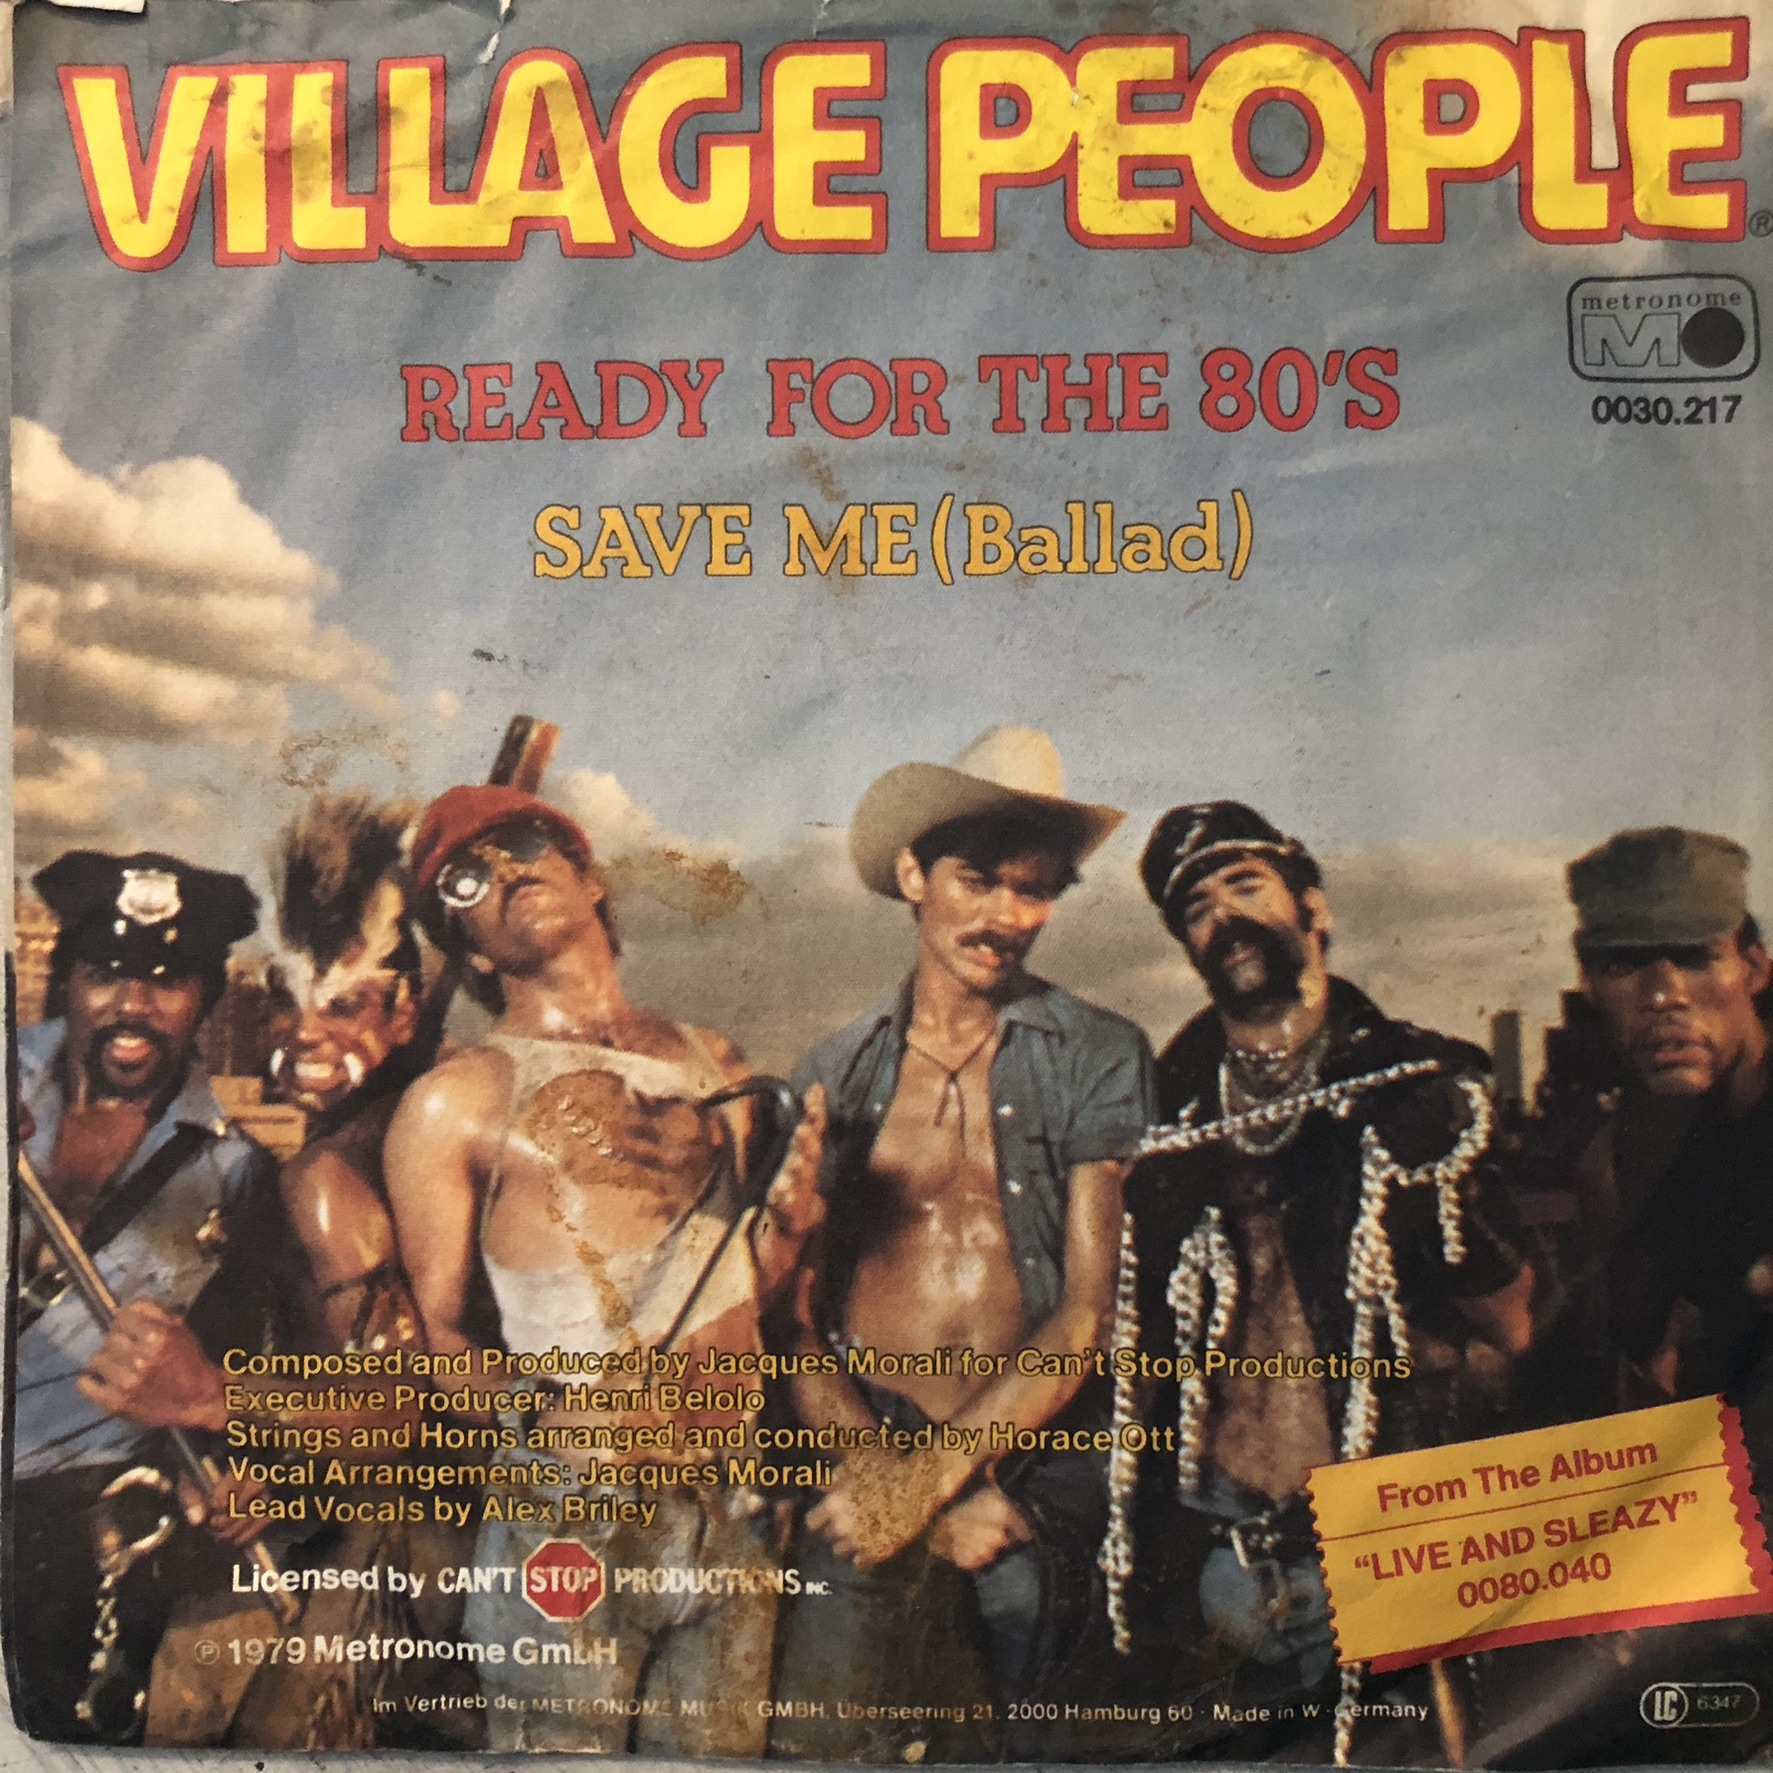 VILLAGE PEOPLE®
metronome
MO
0030.217
READY FOR THE 80'S
SAVE ME (Ballad)
Composed and Produced by Jacques Morali for Can't Stop Productions
Executive Producer: Henri Belolo
Strings and Horns arranged and conducted by Horace Ott
Vocal Arrangements: Jacques Morali
Lead Vocals by Alex Briley
Licensed by CAN'T STOP PRODUCTIONS INC.
℗ 1979 Metronome GmbH
From The Album
“LIVE AND SLEAZY”
0080.040
Im Vertrieb der METRONOME MUSIK GMBH, Überseering 21, 2000 Hamburg 60 · Made in W-Germany
LC 6347